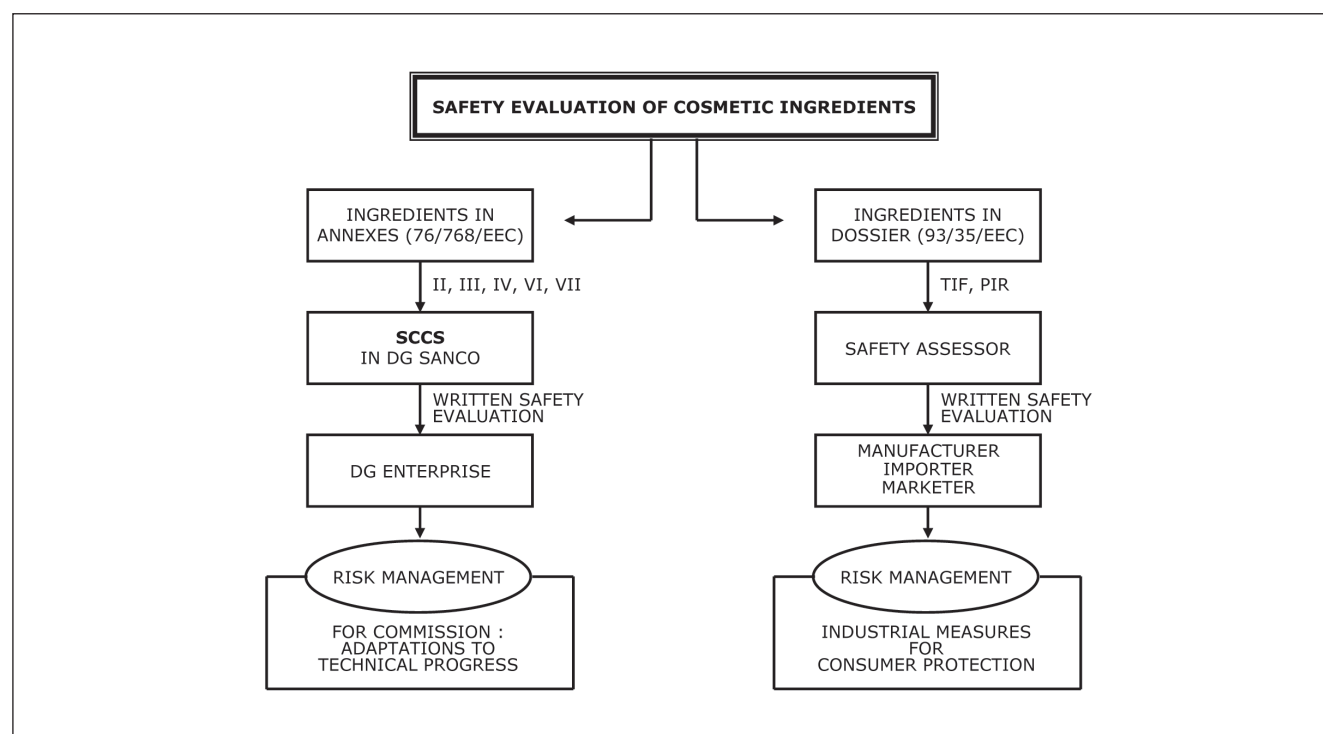 SAFETY EVALUATION OF COSMETIC INGREDIENTS
INGREDIENTS IN
ANNEXES (76/768/EEC)
II, III, IV, VI, VII
SCCS
IN DG SANCO
WRITTEN SAFETY
EVALUATION
DG ENTERPRISE
RISK MANAGEMENT
FOR COMMISSION :
ADAPTATIONS TO
TECHNICAL PROGRESS
INGREDIENTS IN
DOSSIER (93/35/EEC)
TIF, PIR
SAFETY ASSESSOR
WRITTEN SAFETY
EVALUATION
MANUFACTURER
IMPORTER
MARKETER
RISK MANAGEMENT
INDUSTRIAL MEASURES
FOR
CONSUMER PROTECTION